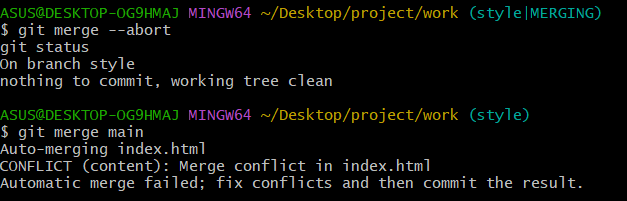 ASUS@DESKTOP-OG9HMAJ MINGW64 ~/Desktop/project/work (style|MERGING)
$ git merge --abort
git status
On branch style
nothing to commit, working tree clean
ASUS@DESKTOP-OG9HMAJ MINGW64 ~/Desktop/project/work (style)
$ git merge main
Auto-merging index.html
CONFLICT (content): Merge conflict in index.html
Automatic merge failed; fix conflicts and then commit the result.